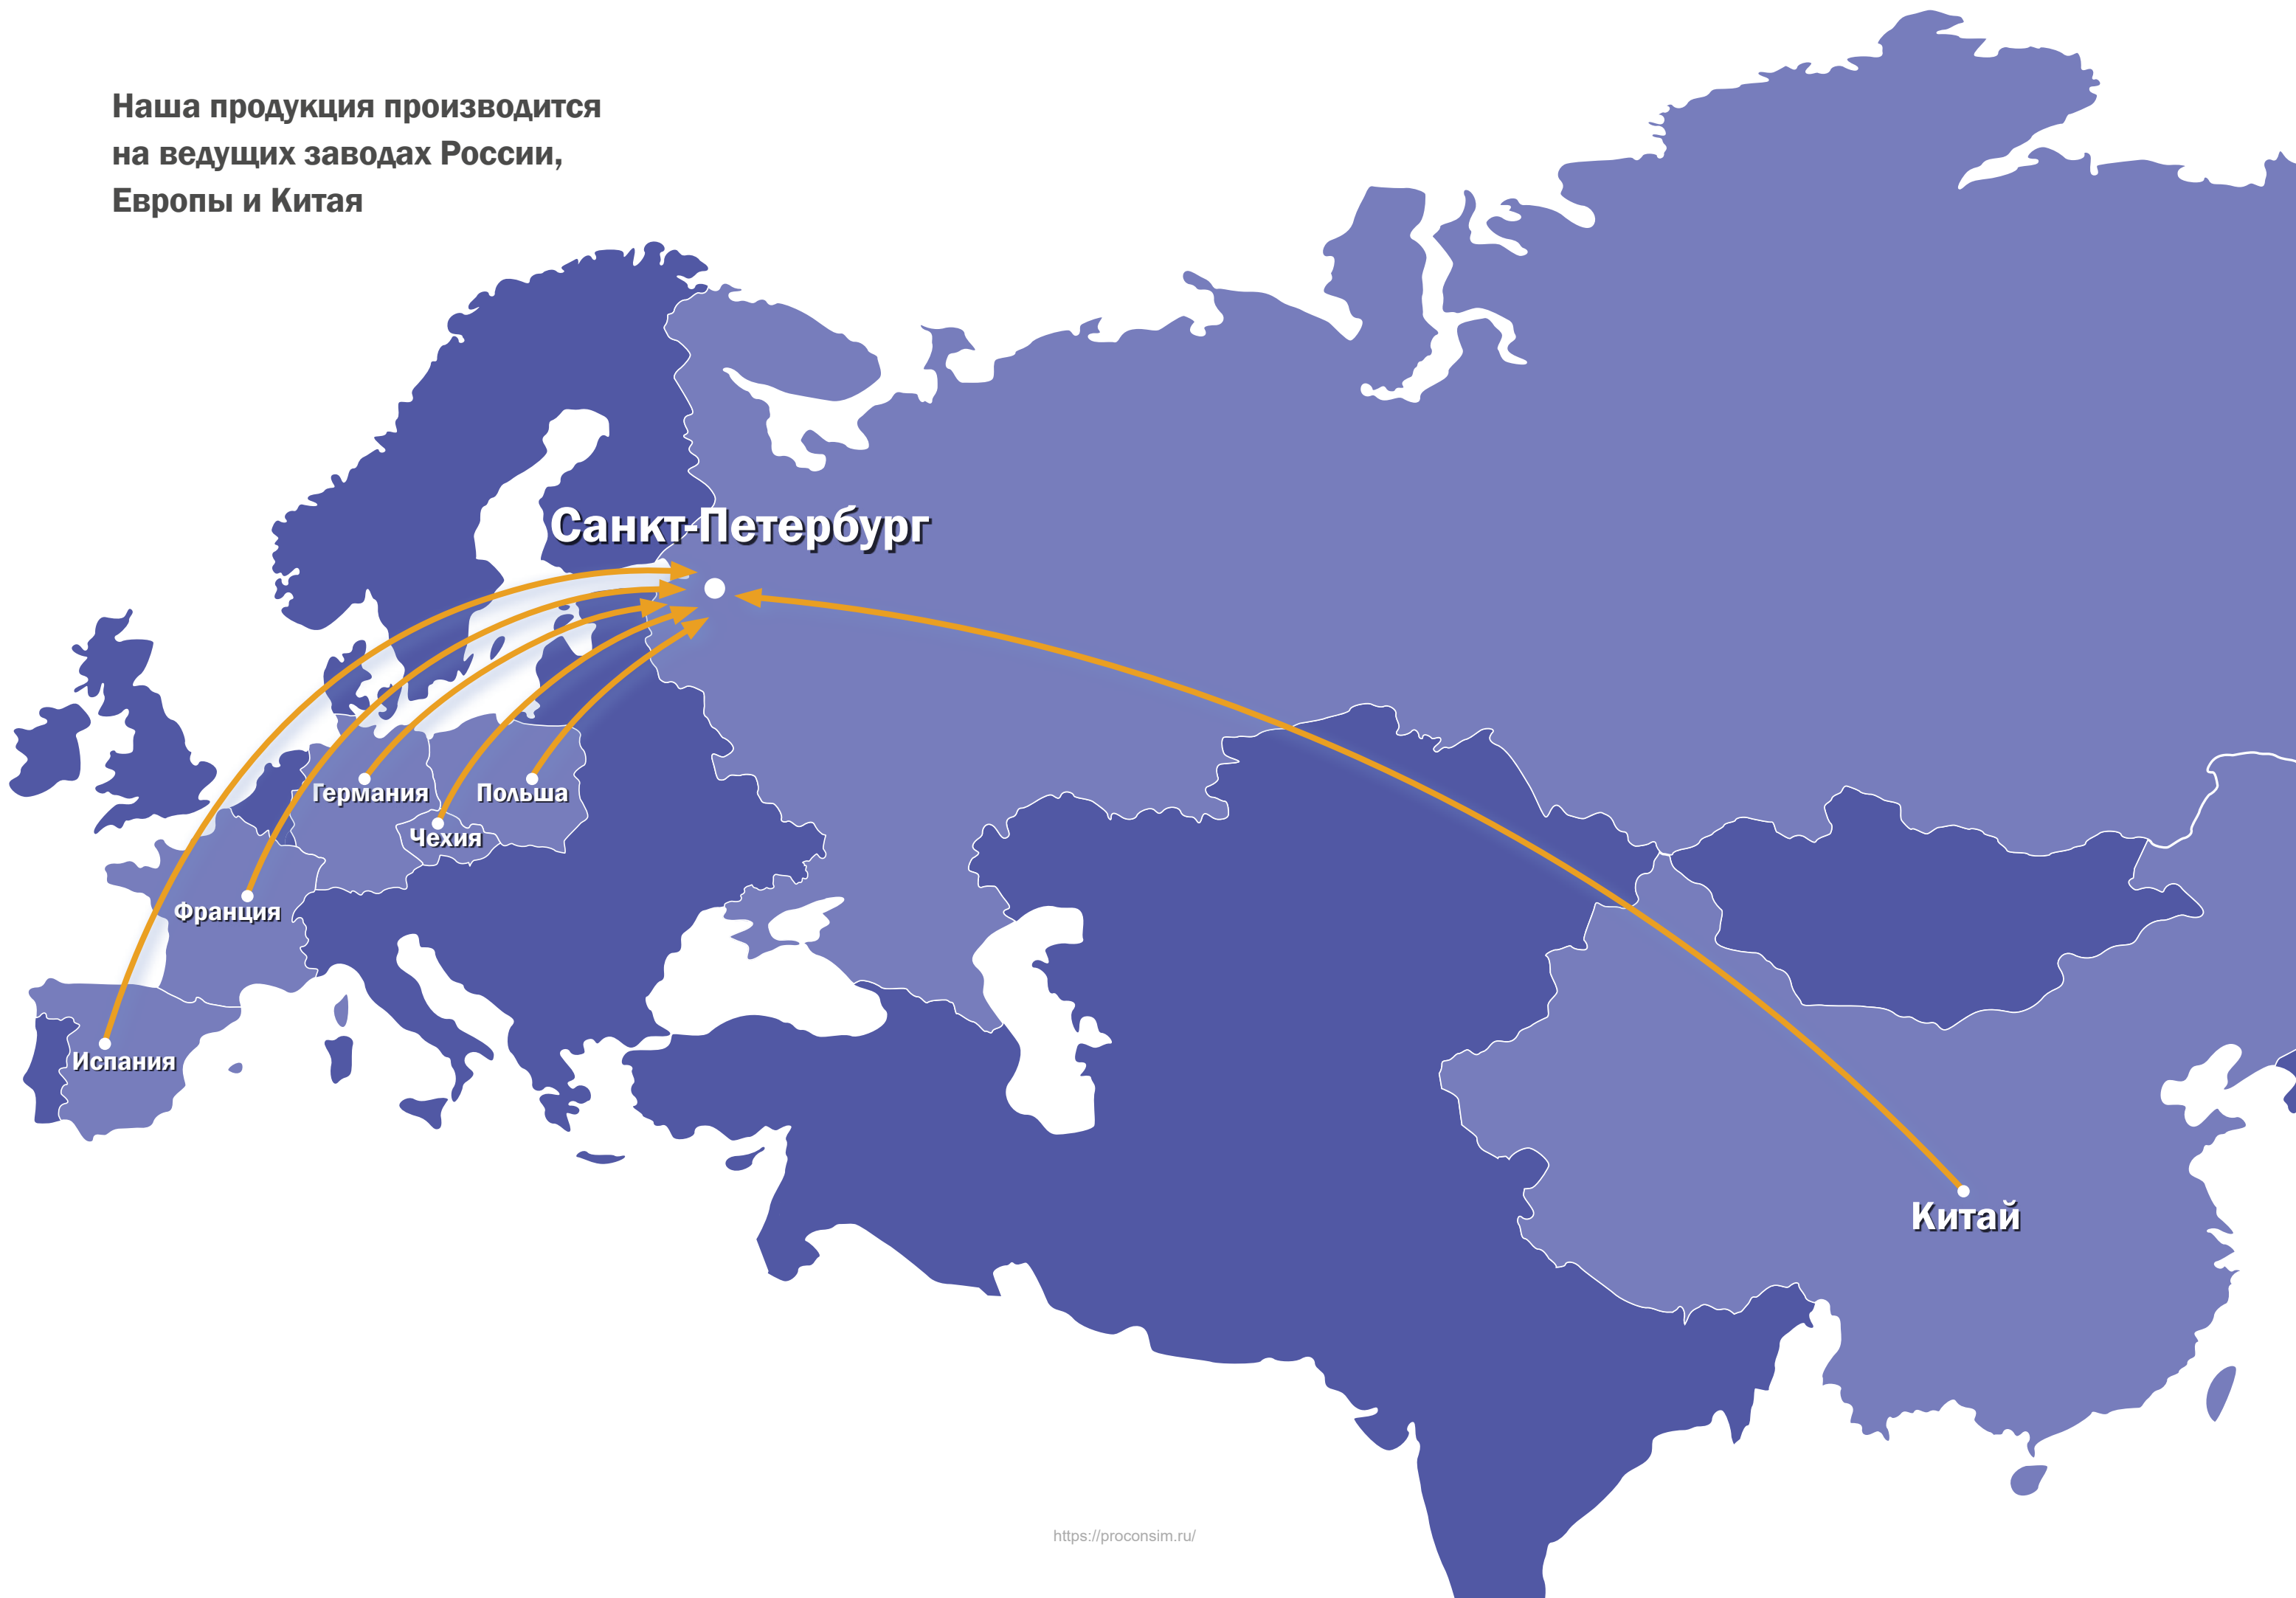 Наша продукция производится
на ведущих заводах России,
Европы и Китая
Санкт-Петербург
Германия
Польша
Чехия
Франция
Испания
Китай
https://proconsim.ru/